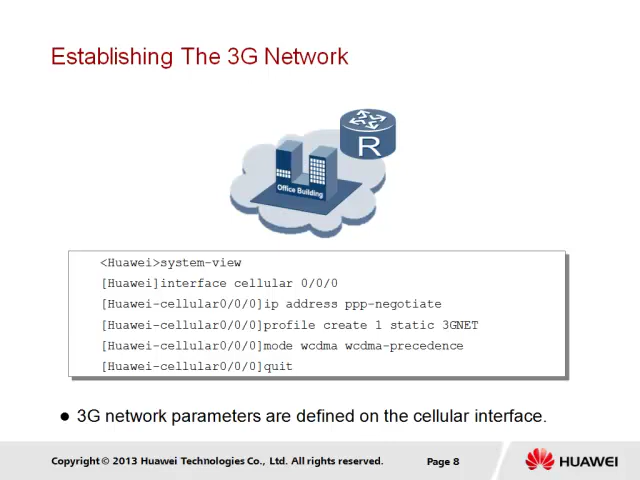 Establishing The 3G Network
R
Office Building
<Huawei>system-view
[Huawei]interface cellular 0/0/0
[Huawei-cellular0/0/0]ip address ppp-negotiate
[Huawei-cellular0/0/0]profile create 1 static 3GNET
[Huawei-cellular0/0/0]mode wcdma wcdma-precedence
[Huawei-cellular0/0/0]quit
● 3G network parameters are defined on the cellular interface.
Copyright © 2013 Huawei Technologies Co., Ltd. All rights reserved.
Page 8
HUAWEI